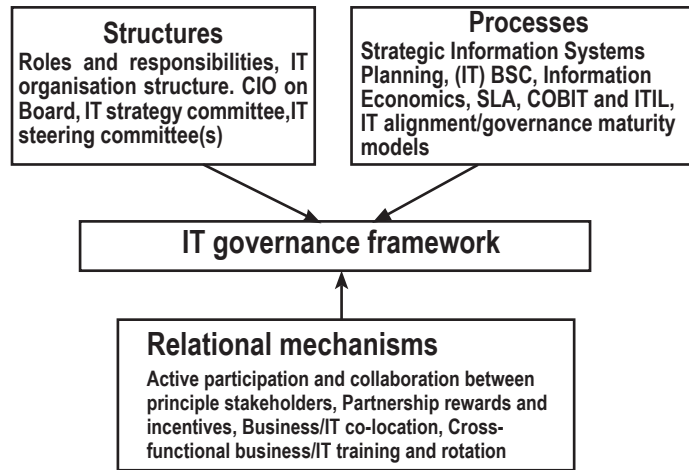 Structures
Roles and responsibilities, IT
organisation structure. CIO on
Board, IT strategy committee,IT
steering committee(s)
Processes
Strategic Information Systems
Planning, (IT) BSC, Information
Economics, SLA, COBIT and ITIL,
IT alignment/governance maturity
models
IT governance framework
Relational mechanisms
Active participation and collaboration between
principle stakeholders, Partnership rewards and
incentives, Business/IT co-location, Cross-
functional business/IT training and rotation